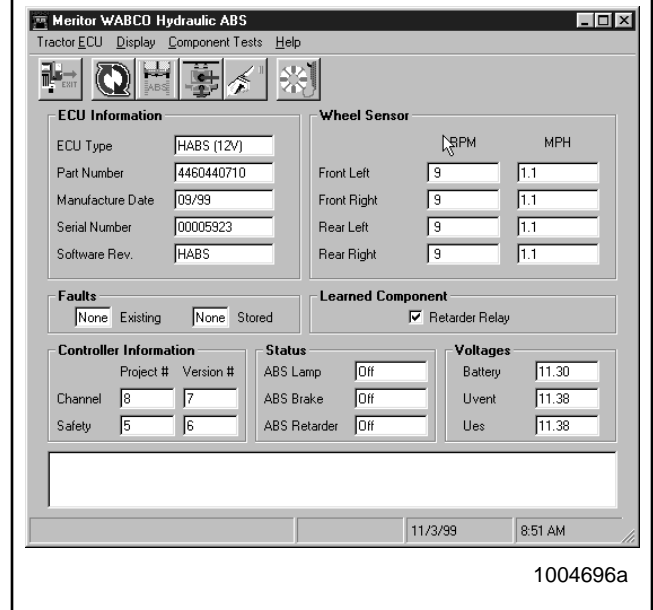 Meritor WABCO Hydraulic ABS
Tractor ECU Display Component Tests Help
EXIT ABS
ECU Information
ECU Type HABS (12V)
Part Number 4460440710
Manufacture Date 09/99
Serial Number 00005923
Software Rev. HABS
Wheel Sensor
RPM MPH
Front Left 9 1.1
Front Right 9 1.1
Rear Left 9 1.1
Rear Right 9 1.1
Faults
None Existing None Stored
Learned Component
Retarder Relay
Controller Information
Project # Version #
Channel 8 7
Safety 5 6
Status
ABS Lamp Off
ABS Brake Off
ABS Retarder Off
Voltages
Battery 11.30
Uvent 11.38
Ues 11.38
11/3/99 8:51 AM
1004696a